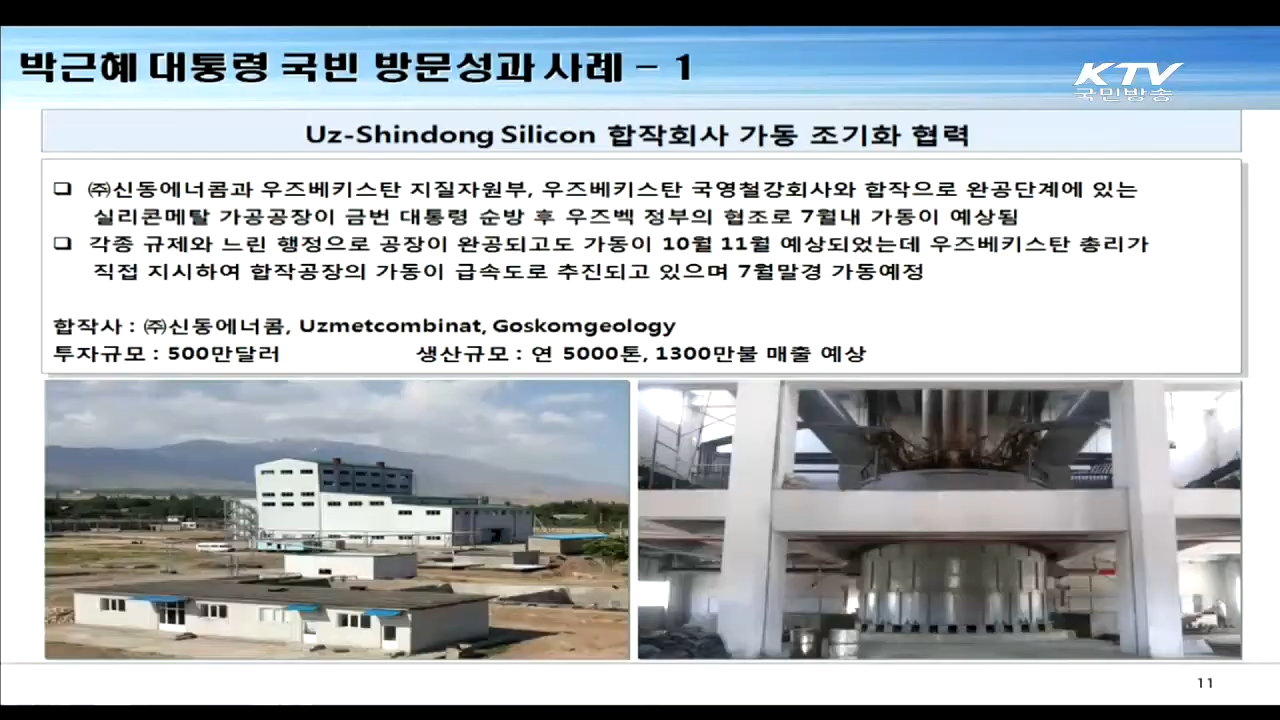 박근혜 대통령 국빈 방문성과 사례 – 1
KTV
국민방송
Uz-Shindong Silicon 합작회사 가동 조기화 협력
❑ ㈜신동에너콤과 우즈베키스탄 지질자원부, 우즈베키스탄 국영철강회사와 합작으로 완공단계에 있는
실리콘메탈 가공공장이 금번 대통령 순방 후 우즈벡 정부의 협조로 7월내 가동이 예상됨
❑ 각종 규제와 느린 행정으로 공장이 완공되고도 가동이 10월 11월 예상되었는데 우즈베키스탄 총리가
직접 지시하여 합작공장의 가동이 급속도로 추진되고 있으며 7월말경 가동예정
합작사 : ㈜신동에너콤, Uzmetcombinat, Goskomgeology
투자규모 : 500만달러 생산규모 : 연 5000톤, 1300만불 매출 예상
11